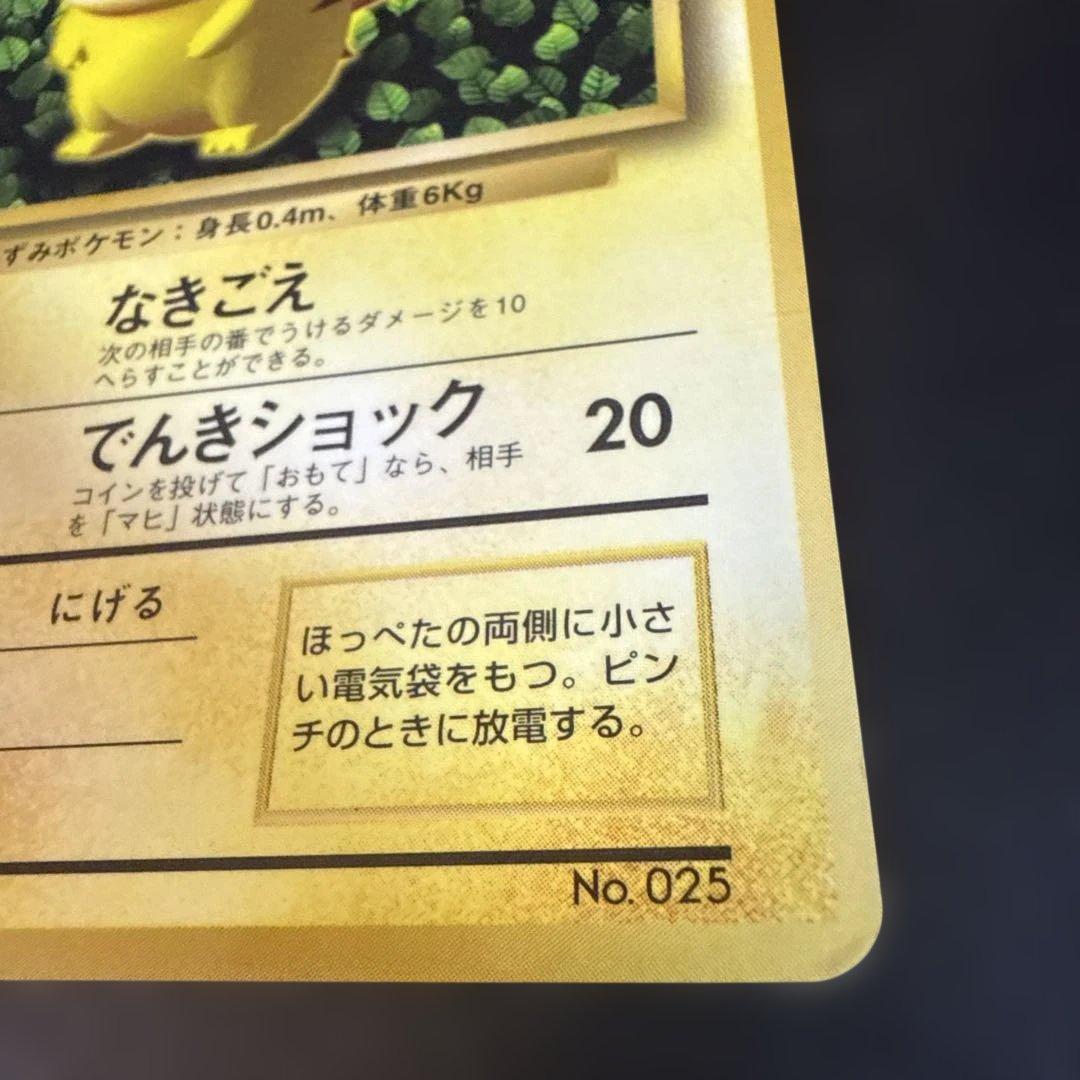 ずみポケモン：身長0.4m、体重6Kg
なきごえ
次の相手の番でうけるダメージを10
へらすことができる。
でんきショック 20
コインを投げて「おもて」なら、相手
を「マヒ」状態にする。
にげる
ほっぺたの両側に小さ
い電気袋をもつ。ピン
チのときに放電する。
No. 025